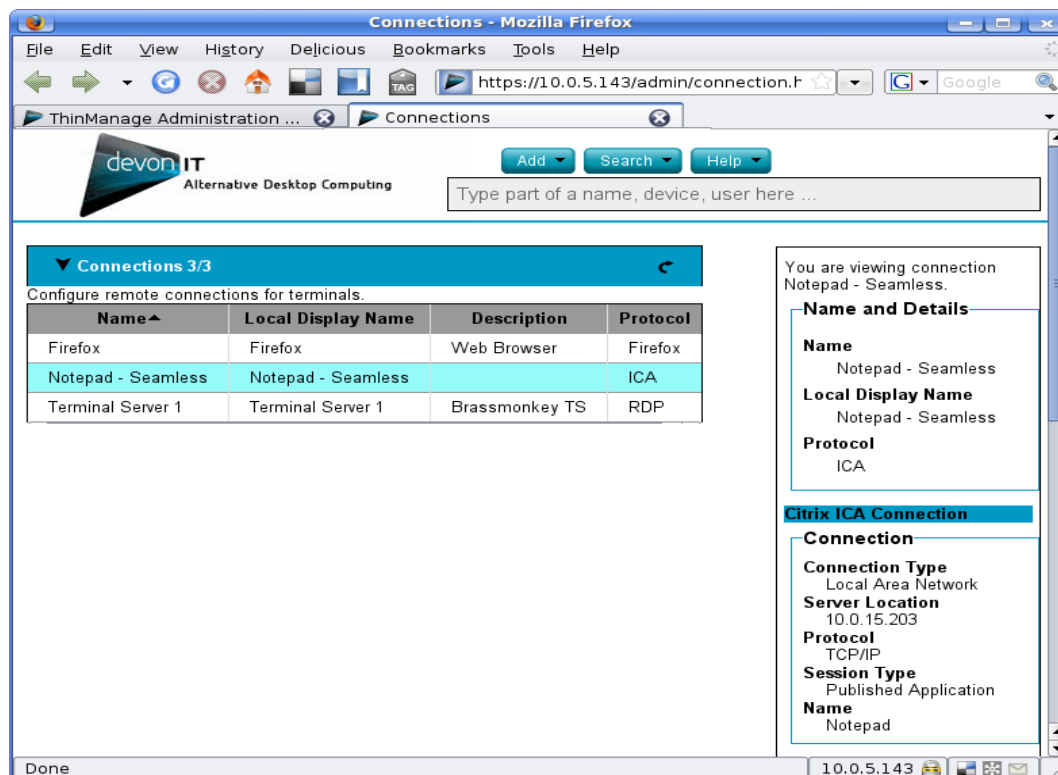 Connections - Mozilla Firefox
File Edit View History Delicious Bookmarks Tools Help
TAG
https://10.0.5.143/admin/connection.h
G Google
ThinManage Administration ...
Connections
devon IT
Alternative Desktop Computing
Add Search Help
Type part of a name, device, user here ...
Connections 3/3
Configure remote connections for terminals.
Name Local Display Name Description Protocol
Firefox Firefox Web Browser Firefox
Notepad - Seamless Notepad - Seamless ICA
Terminal Server 1 Terminal Server 1 Brassmonkey TS RDP
You are viewing connection
Notepad - Seamless.
Name and Details
Name
Notepad - Seamless
Local Display Name
Notepad - Seamless
Protocol
ICA
Citrix ICA Connection
Connection
Connection Type
Local Area Network
Server Location
10.0.15.203
Protocol
TCP/IP
Session Type
Published Application
Name
Notepad
Done
10.0.5.143